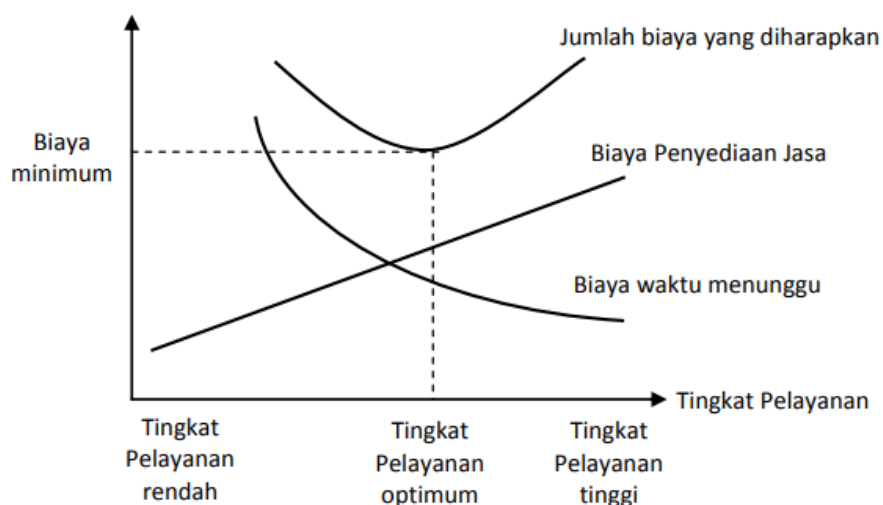 Jumlah biaya yang diharapkan
Biaya
minimum
Biaya Penyediaan Jasa
Biaya waktu menunggu
Tingkat Pelayanan
Tingkat
Pelayanan
rendah
Tingkat
Pelayanan
optimum
Tingkat
Pelayanan
tinggi